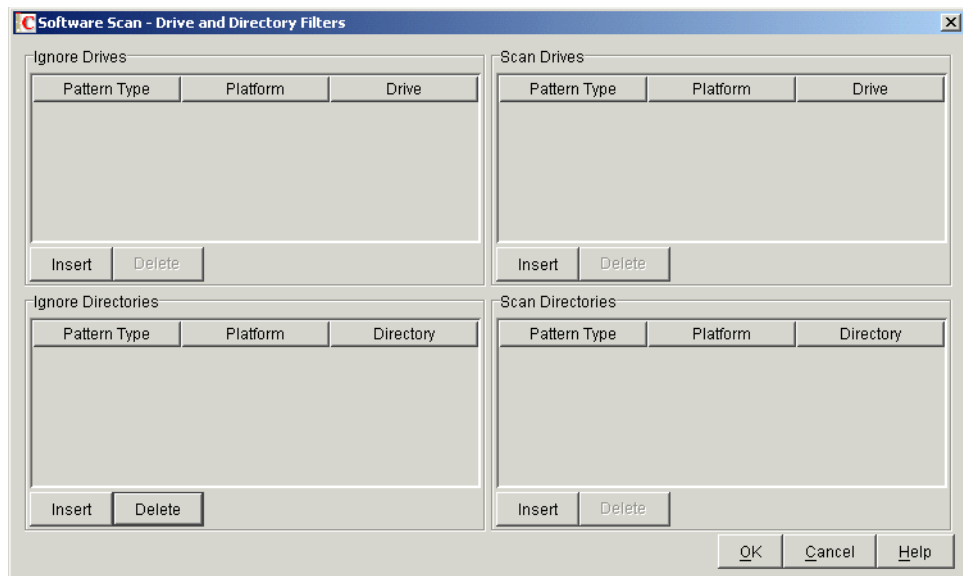 Software Scan - Drive and Directory Filters
Ignore Drives
Pattern Type Platform Drive
Insert Delete
Scan Drives
Pattern Type Platform Drive
Insert Delete
Ignore Directories
Pattern Type Platform Directory
Insert Delete
Scan Directories
Pattern Type Platform Directory
Insert Delete
OK Cancel Help